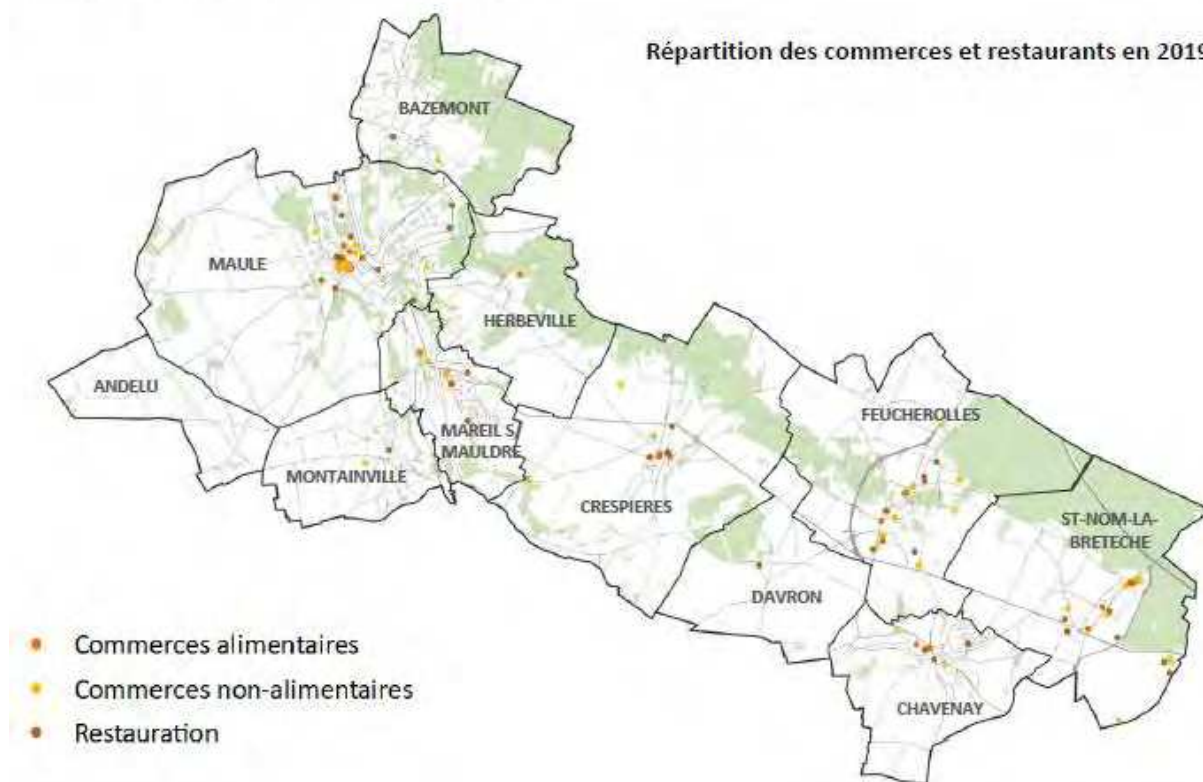 Répartition des commerces et restaurants en 2019
BAZEMONT
MAULE
HERBEVILLE
ANDELU
FEUCHEROLLES
MAREIL S/
MAULDRE
MONTAINVILLE
CRESPIERES
ST-NOM-LA-
BRETECHE
DAVRON
CHAVENAY
Commerces alimentaires
Commerces non-alimentaires
Restauration